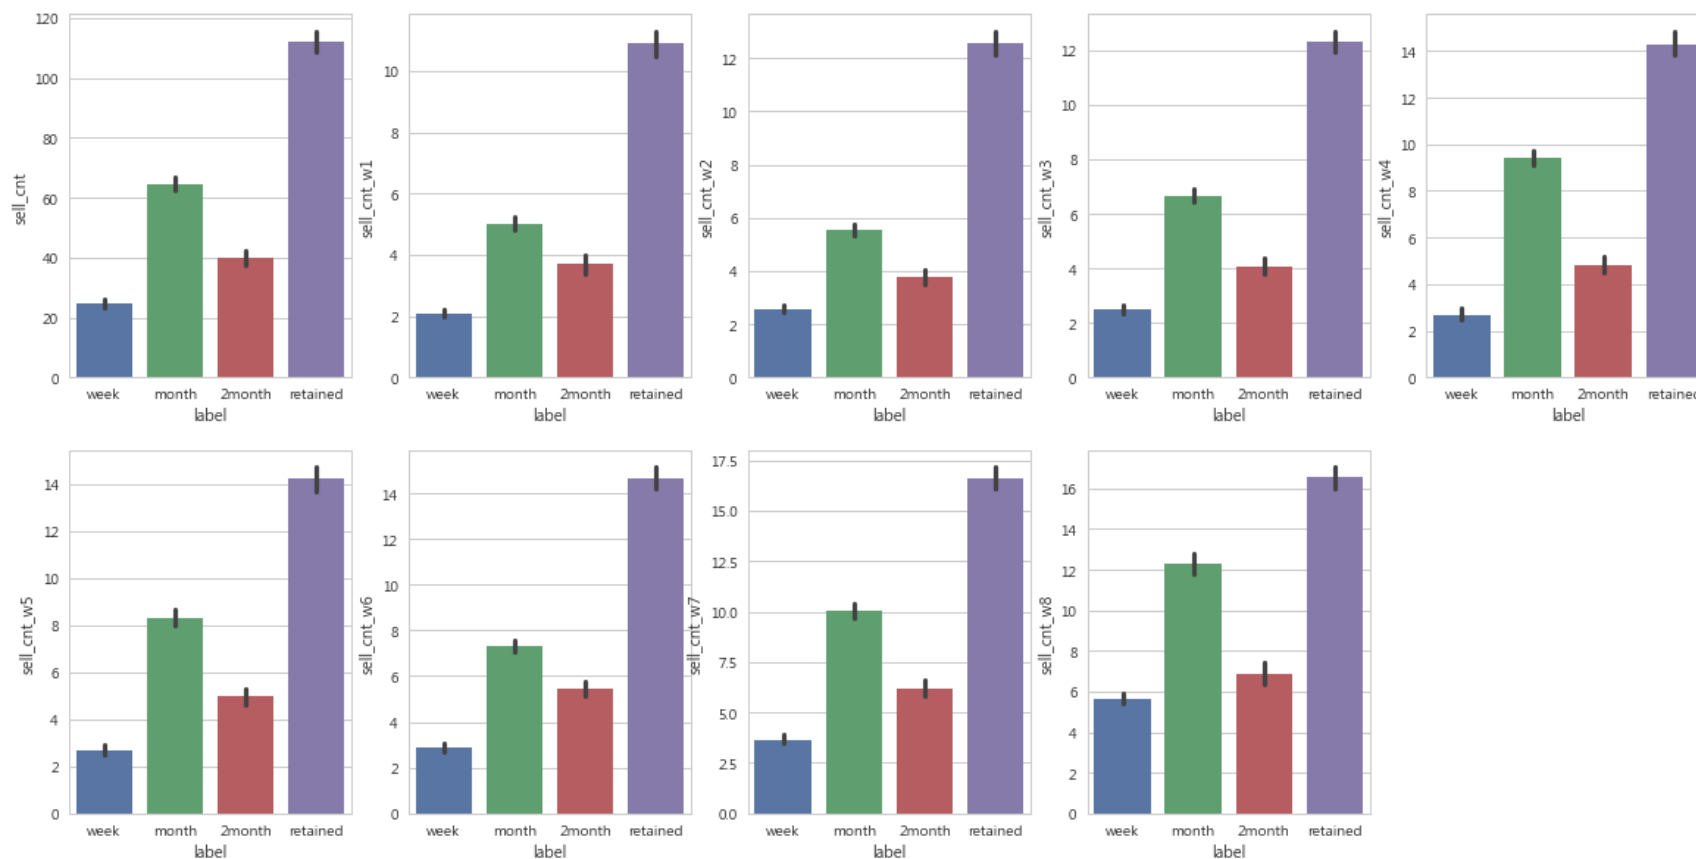 sell_cnt
120
100
80
60
40
20
0
week month 2month retained
label
sell_cnt_w1
10
8
6
4
2
0
week month 2month retained
label
sell_cnt_w2
12
10
8
6
4
2
0
week month 2month retained
label
sell_cnt_w3
12
10
8
6
4
2
0
week month 2month retained
label
sell_cnt_w4
14
12
10
8
6
4
2
0
week month 2month retained
label
sell_cnt_w5
14
12
10
8
6
4
2
0
week month 2month retained
label
sell_cnt_w6
14
12
10
8
6
4
2
0
week month 2month retained
label
sell_cnt_w7
17.5
15.0
12.5
10.0
7.5
5.0
2.5
0.0
week month 2month retained
label
sell_cnt_w8
16
14
12
10
8
6
4
2
0
week month 2month retained
label